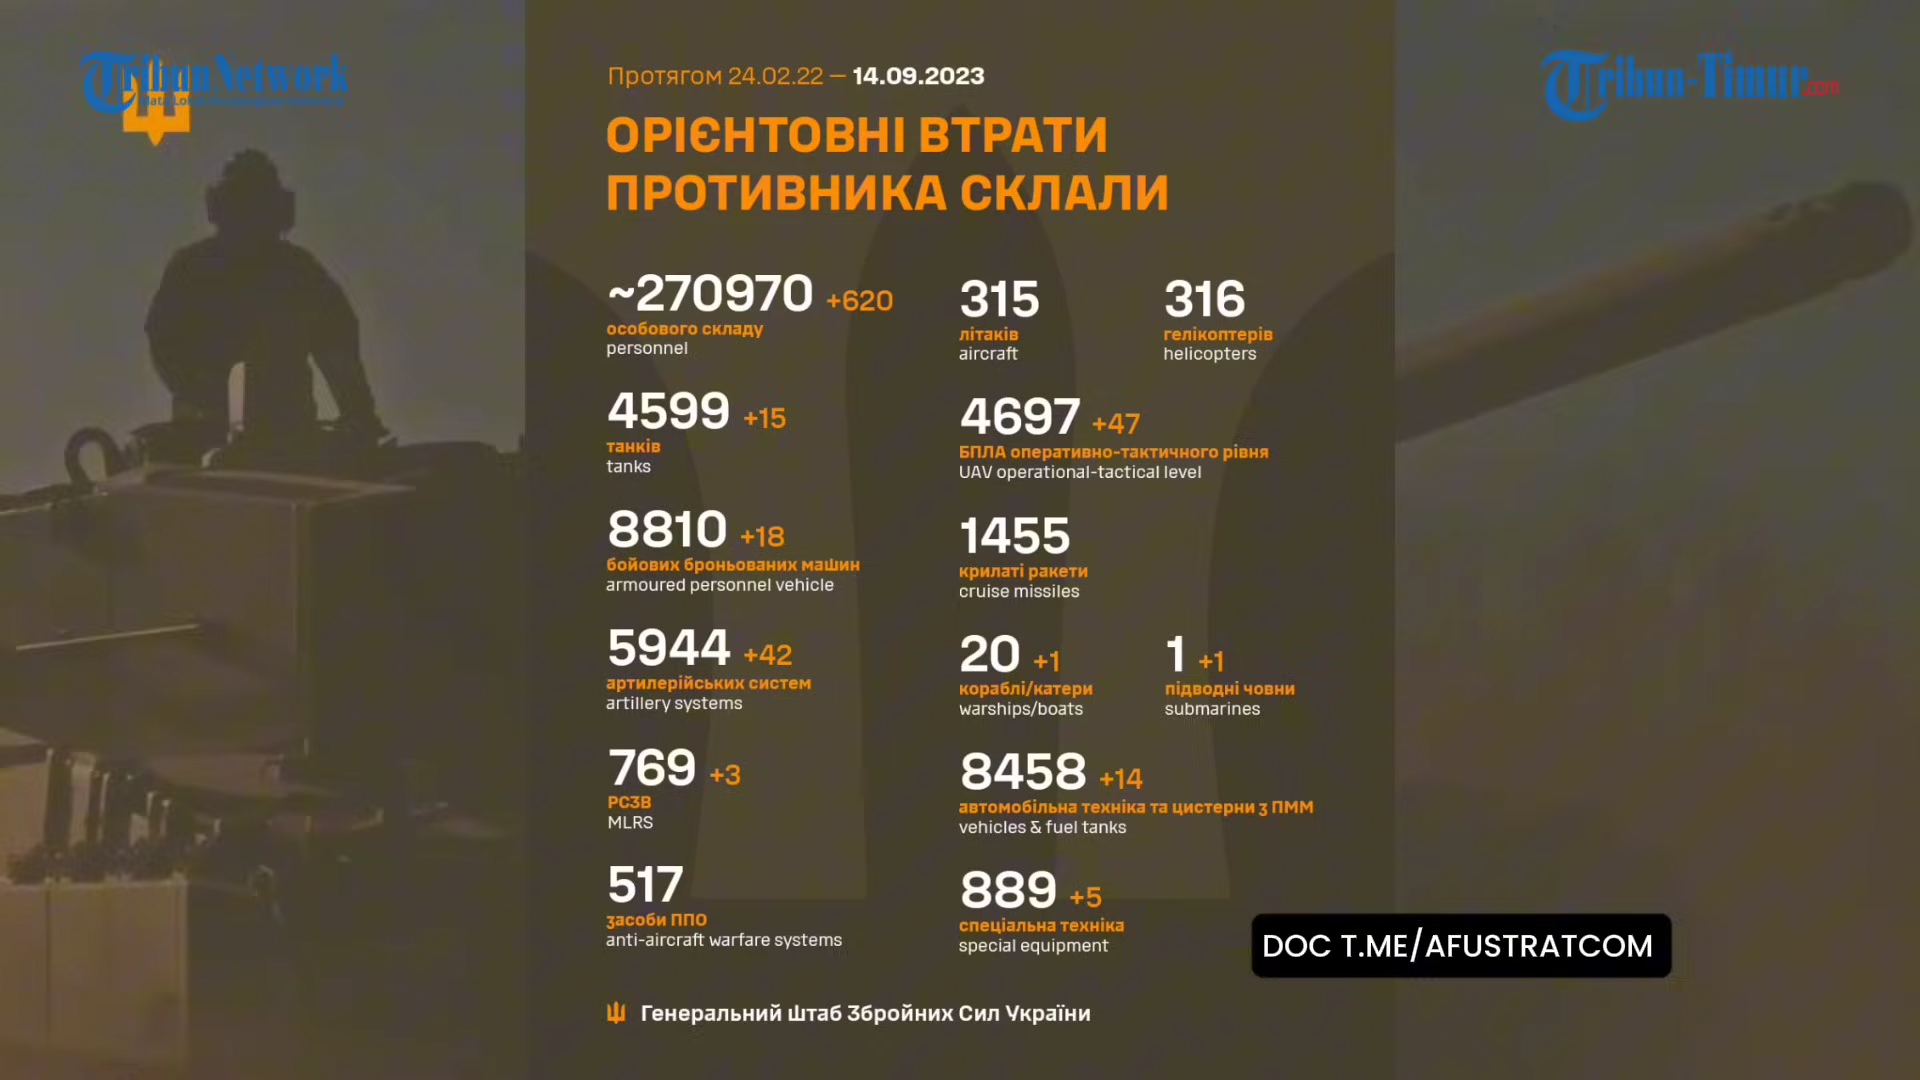 Tribun Network
Tribun-Timur.com
Протягом 24.02.22 – 14.09.2023
ОРІЄНТОВНІ ВТРАТИ
ПРОТИВНИКА СКЛАЛИ
~270970 +620
особового складу
personnel
315
літаків
aircraft
316
гелікоптерів
helicopters
4599 +15
танків
tanks
4697 +47
БПЛА оперативно-тактичного рівня
UAV operational-tactical level
8810 +18
бойових броньованих машин
armoured personnel vehicle
1455
крилаті ракети
cruise missiles
5944 +42
артилерійських систем
artillery systems
20 +1
кораблі/катери
warships/boats
1 +1
підводні човни
submarines
769 +3
РСЗВ
MLRS
8458 +14
автомобільна техніка та цистерни з ПММ
vehicles & fuel tanks
517
засоби ППО
anti-aircraft warfare systems
889 +5
спеціальна техніка
special equipment
DOC T.ME/AFUSTRATCOM
Генеральний штаб Збройних Сил України